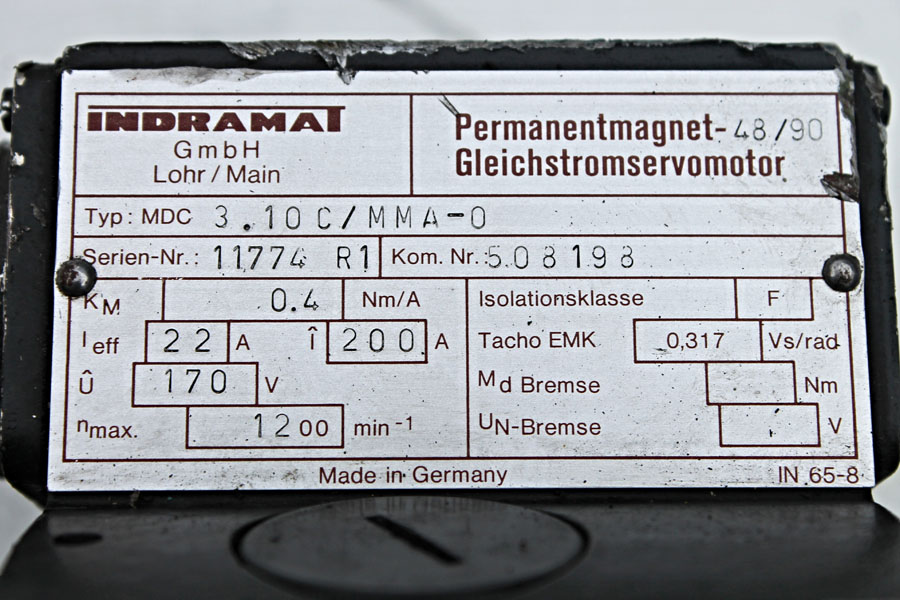 INDRAMAT
GmbH
Lohr / Main
Permanentmagnet- 48/90
Gleichstromservomotor
Typ: MDC 3.10C/MMA-0
Serien-Nr.: 11774 R1 Kom. Nr.: 508198
KM 0.4 Nm/A Isolationsklasse F
Ieff 22 A Î 200 A Tacho EMK 0,317 Vs/rad
Û 170 V Md Bremse Nm
nmax. 1200 min-1 UN-Bremse V
Made in Germany IN 65-8